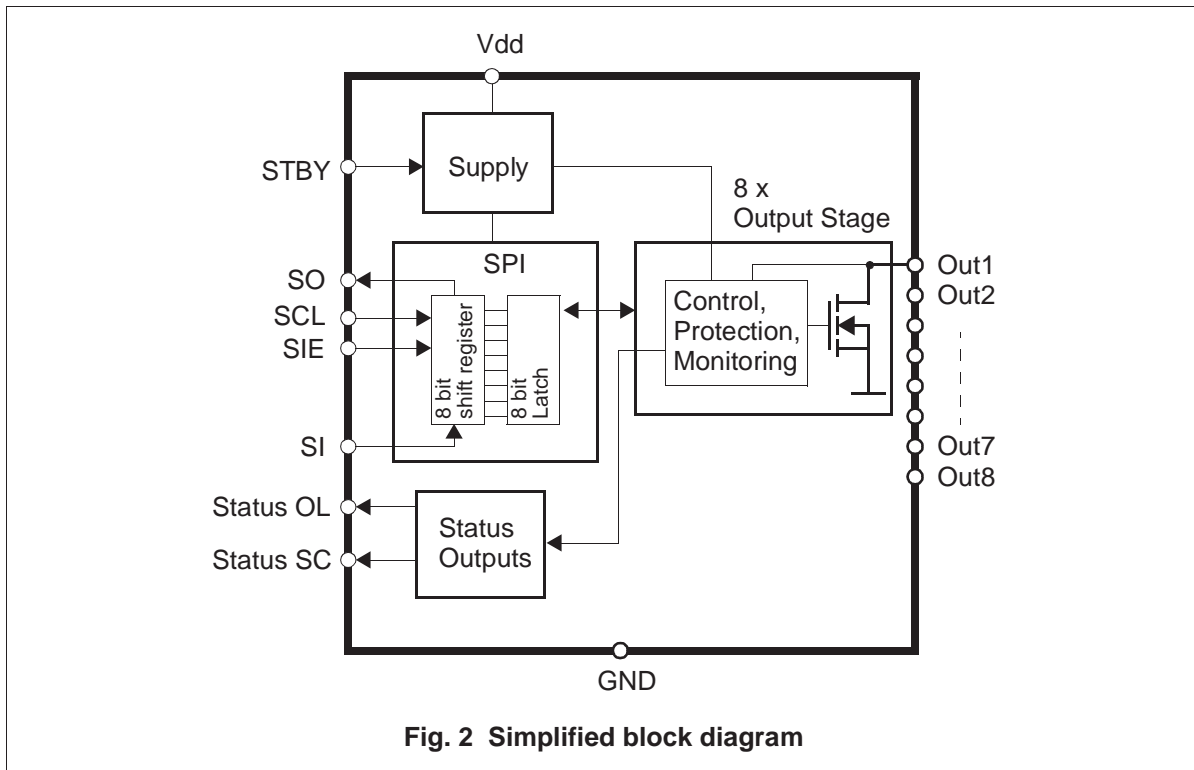 Vdd
STBY
Supply
8 x
Output Stage
SPI
SO
SCL
SIE
SI
8 bit
shift register
8 bit
Latch
Control,
Protection,
Monitoring
Out1
Out2
Out7
Out8
Status OL
Status SC
Status
Outputs
GND
Fig. 2 Simplified block diagram